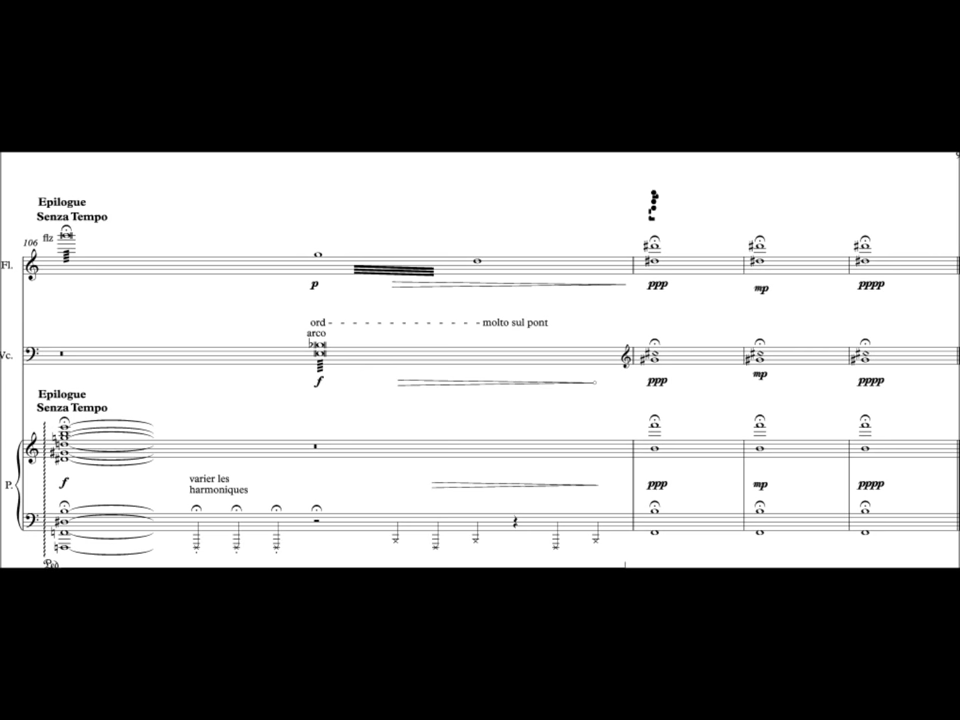 Epilogue
Senza Tempo
106
flz
Fl.
p
ppp
mp
pppp
ord - - - - - - - - - - - - - molto sul pont
arco
Vc.
f
ppp
mp
pppp
Epilogue
Senza Tempo
P.
f
varier les
harmoniques
ppp
mp
pppp
Ped